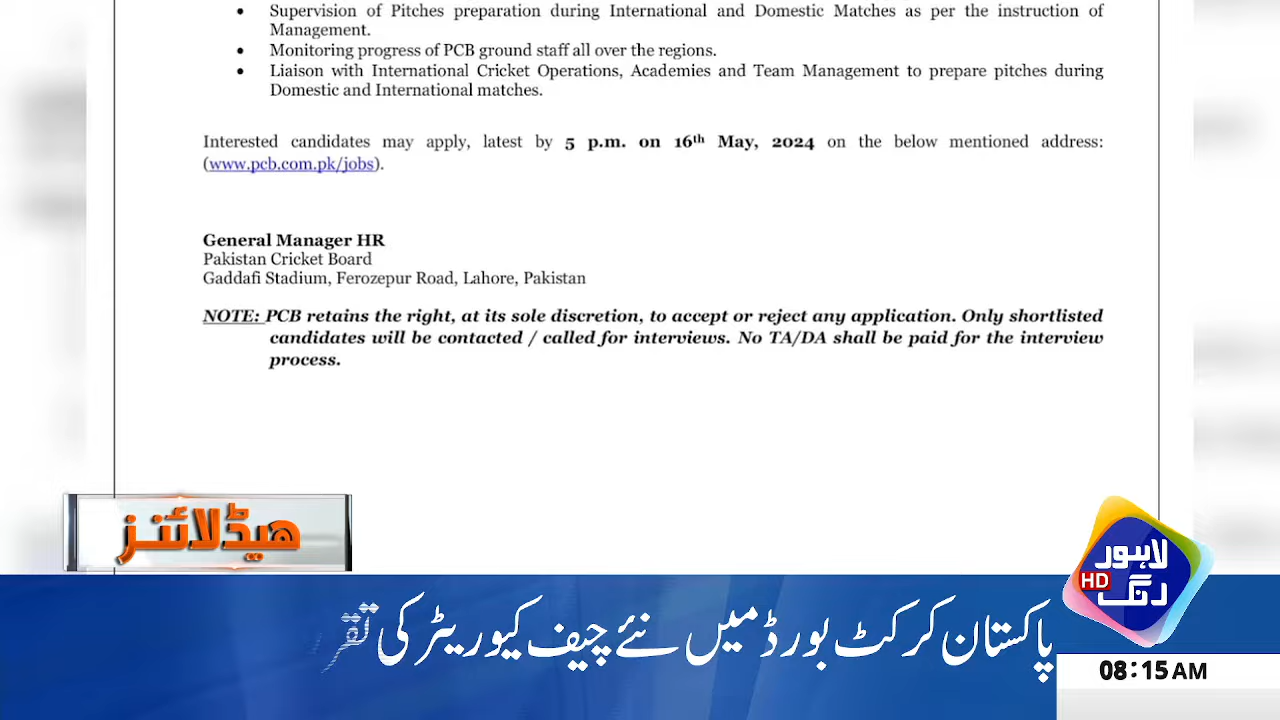 • Supervision of Pitches preparation during International and Domestic Matches as per the instruction of
Management.
• Monitoring progress of PCB ground staff all over the regions.
• Liaison with International Cricket Operations, Academies and Team Management to prepare pitches during
Domestic and International matches.
Interested candidates may apply, latest by 5 p.m. on 16th May, 2024 on the below mentioned address:
(www.pcb.com.pk/jobs).
General Manager HR
Pakistan Cricket Board
Gaddafi Stadium, Ferozepur Road, Lahore, Pakistan
NOTE: PCB retains the right, at its sole discretion, to accept or reject any application. Only shortlisted
candidates will be contacted / called for interviews. No TA/DA shall be paid for the interview
process.
ہیڈلائنز
لاہور
HD رنگ
پاکستان کرکٹ بورڈ میں نئے چیف کیوریٹر کی
08:15 AM